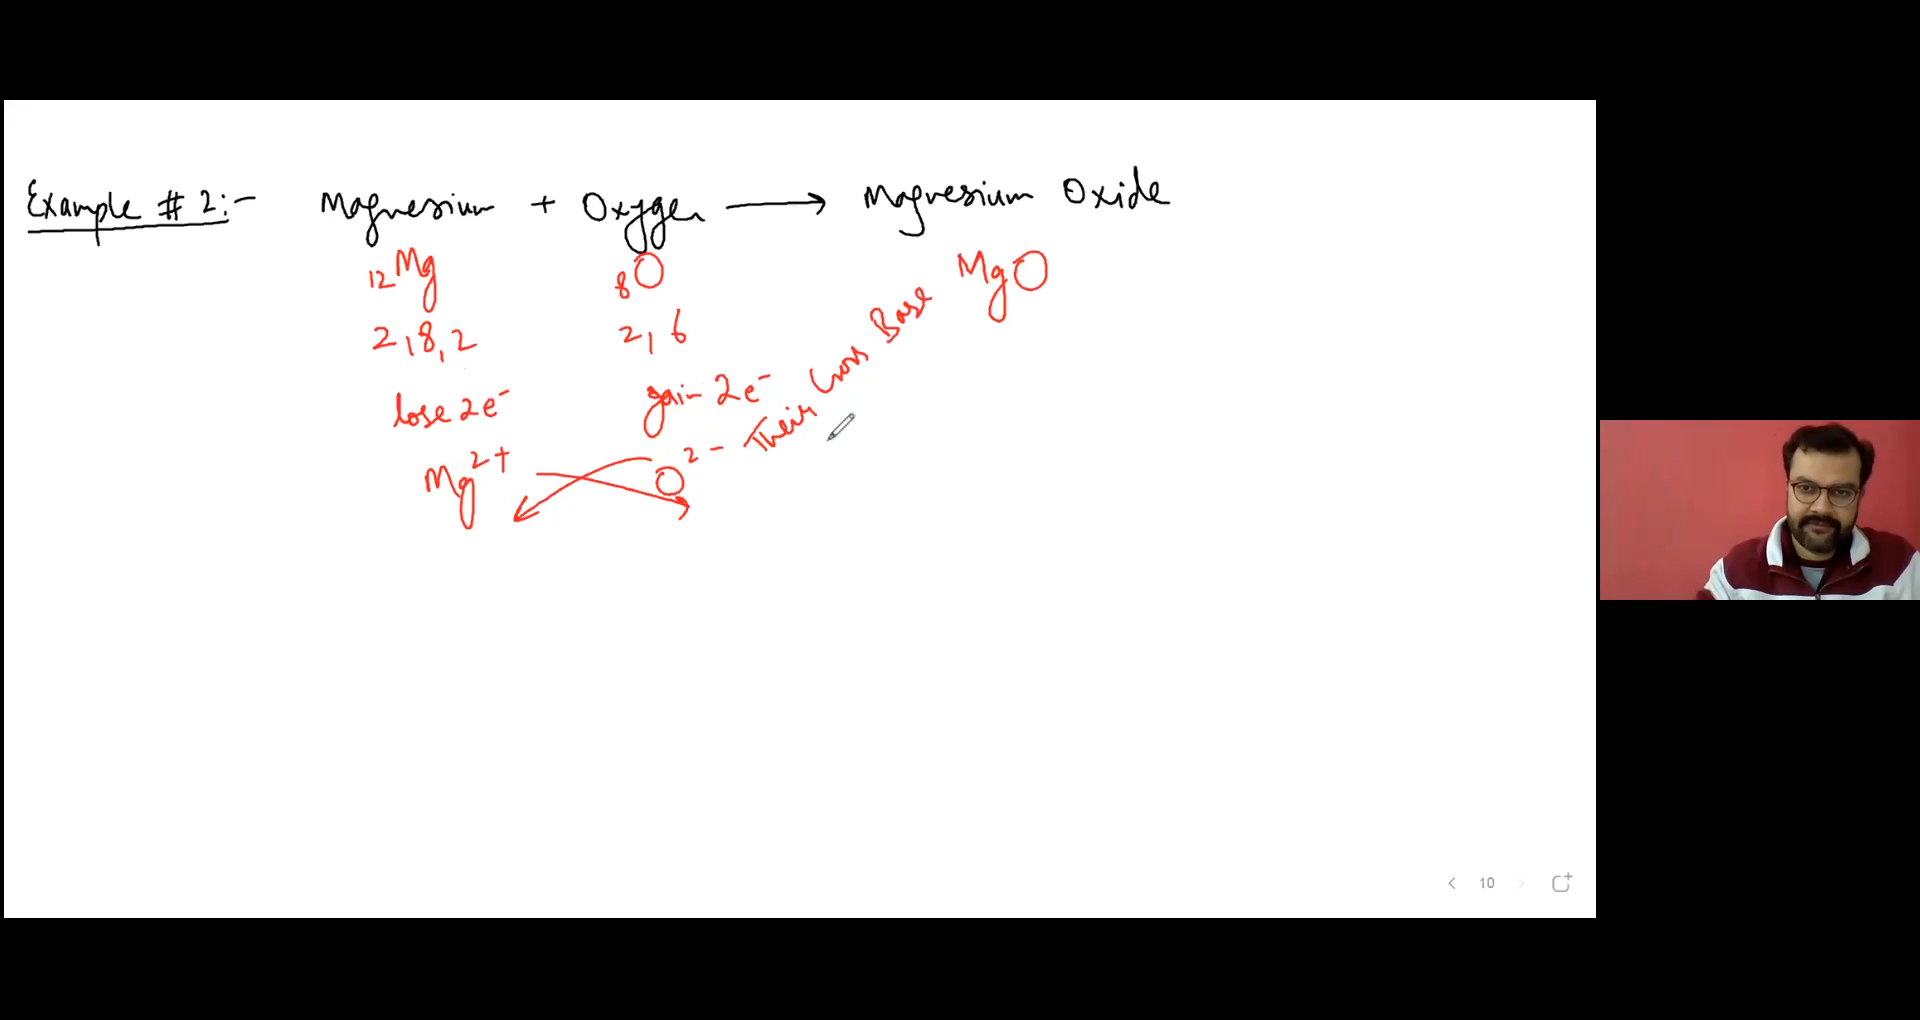 Example # 2:- Magnesium + Oxygen ⟶ Magnesium Oxide
₁₂Mg ₈O MgO
2,8,2 2,6
lose 2e⁻ gain 2e⁻
Mg²⁺ O²⁻ Their Cross Base
10